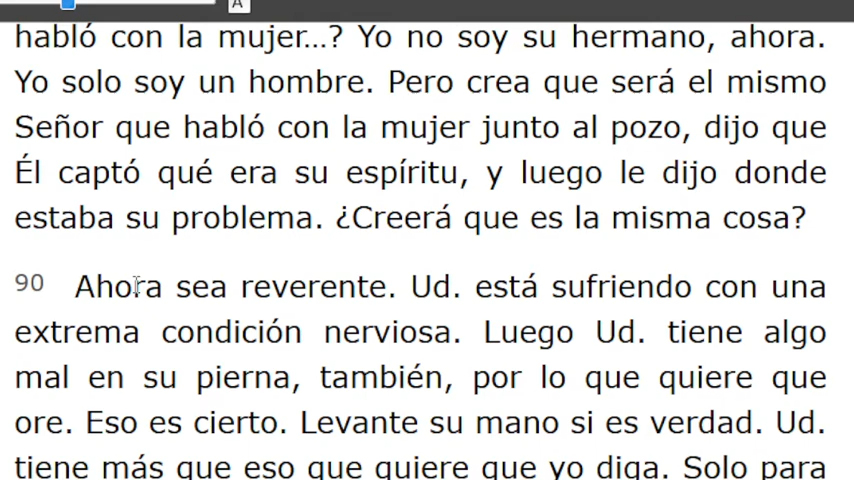 A
habló con la mujer...? Yo no soy su hermano, ahora.
Yo solo soy un hombre. Pero crea que será el mismo
Señor que habló con la mujer junto al pozo, dijo que
Él captó qué era su espíritu, y luego le dijo donde
estaba su problema. ¿Creerá que es la misma cosa?
90 Ahora sea reverente. Ud. está sufriendo con una
extrema condición nerviosa. Luego Ud. tiene algo
mal en su pierna, también, por lo que quiere que
ore. Eso es cierto. Levante su mano si es verdad. Ud.
tiene más que eso que quiere que yo diga. Solo para